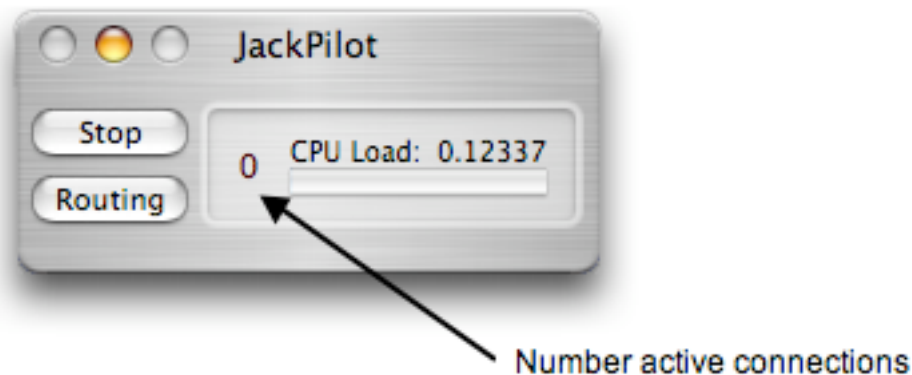 JackPilot
Stop
0 CPU Load: 0.12337
Routing
Number active connections